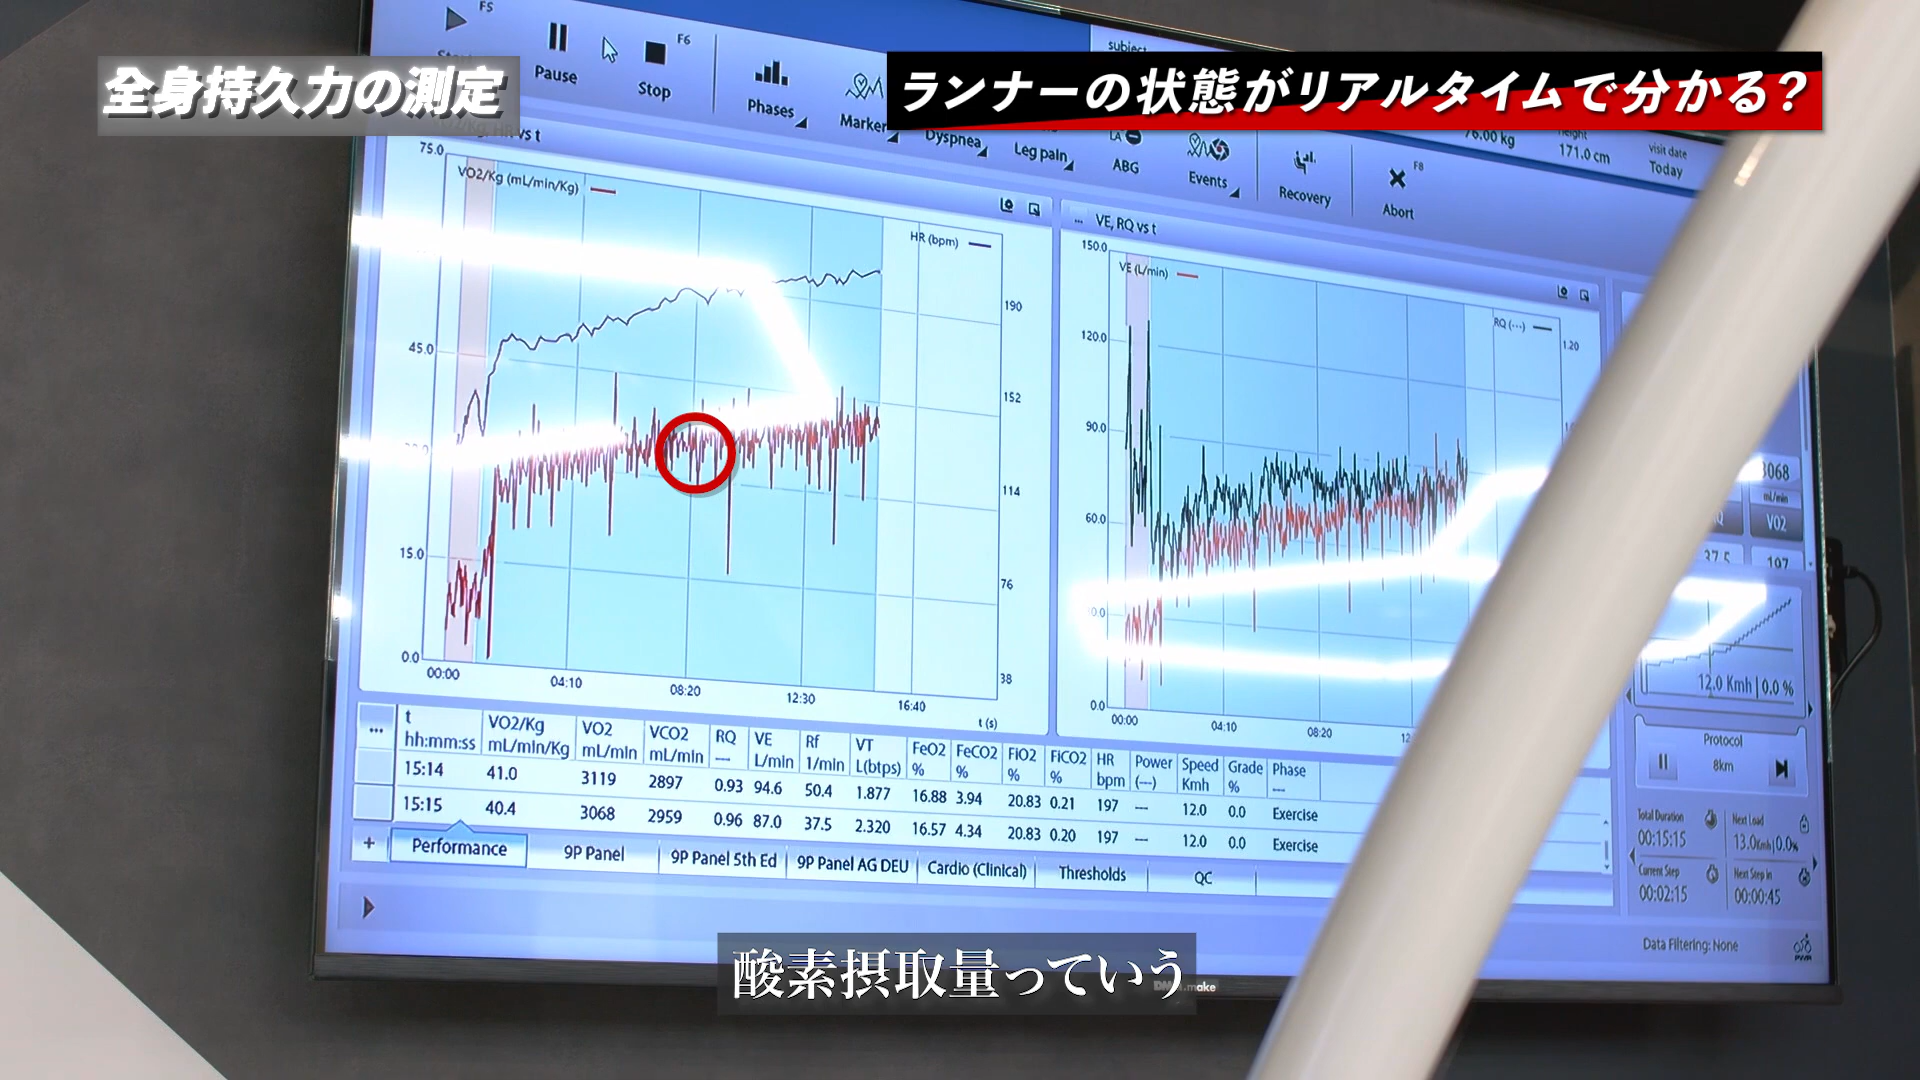 全身持久力の測定
ランナーの状態がリアルタイムで分かる?
F5
Pause
F6
Stop
Phases
Marker
Dyspnea
Leg pain
ABG
Events
Recovery
F8
Abort
subject
76.00 kg
height
171.0 cm
visit date
Today
HR vs t
75.0
VO2/Kg (mL/min/Kg)
HR (bpm)
190
45.0
152
114
15.0
76
0.0
38
00:00 04:10 08:20 12:30 16:40 t (s)
VE, RQ vs t
150.0
VE (L/min)
RQ (---)
1.20
120.0
90.0
60.0
0.0
00:00 04:10 08:20
3068
mL/min
VO2
197
12.0 Kmh | 0.0 %
Protocol
8km
Total Duration
00:15:15
Next Load
13.0Kmh|0.0%
Current Step
00:02:15
Next Step in
00:00:45
Data Filtering: None
t hh:mm:ss VO2/Kg mL/min/Kg VO2 mL/min VCO2 mL/min RQ --- VE L/min Rf 1/min VT L(btps) FeO2 % FeCO2 % FiO2 % FiCO2 % HR bpm Power (---) Speed Kmh Grade % Phase ---
15:14 41.0 3119 2897 0.93 94.6 50.4 1.877 16.88 3.94 20.83 0.21 197 --- 12.0 0.0 Exercise
15:15 40.4 3068 2959 0.96 87.0 37.5 2.320 16.57 4.34 20.83 0.20 197 --- 12.0 0.0 Exercise
+ Performance 9P Panel 9P Panel 5th Ed 9P Panel AG DEU Cardio (Clinical) Thresholds QC
酸素摂取量っていう